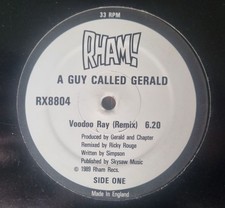 33 RPM
RHAM!
A GUY CALLED GERALD
RX8804
Voodoo Ray (Remix) 6.20
Produced by Gerald and Chapter
Remixed by Ricky Rouge
Written by Simpson
Published by Skysaw Music
© 1989 Rham Recs.
SIDE ONE
Made in England